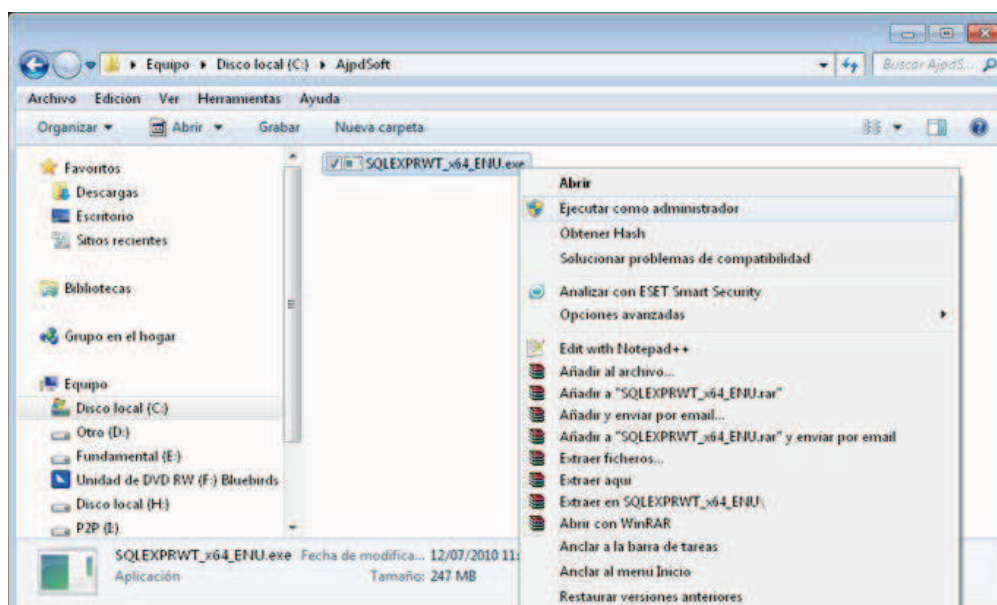 Equipo ▸ Disco local (C:) ▸ AjpdSoft
Buscar AjpdS...
Archivo Edición Ver Herramientas Ayuda
Organizar Abrir Grabar Nueva carpeta
Favoritos
Descargas
Escritorio
Sitios recientes
Bibliotecas
Grupo en el hogar
Equipo
Disco local (C:)
Otro (D:)
Fundamental (E:)
Unidad de DVD RW (F:) Bluebirds
Disco local (H:)
P2P (I:)
SQLEXPRWT_x64_ENU.exe
Abrir
Ejecutar como administrador
Obtener Hash
Solucionar problemas de compatibilidad
Analizar con ESET Smart Security
Opciones avanzadas
Edit with Notepad++
Añadir al archivo...
Añadir a "SQLEXPRWT_x64_ENU.rar"
Añadir y enviar por email...
Añadir a "SQLEXPRWT_x64_ENU.rar" y enviar por email
Extraer ficheros...
Extraer aquí
Extraer en SQLEXPRWT_x64_ENU\
Abrir con WinRAR
Anclar a la barra de tareas
Anclar al menú Inicio
Restaurar versiones anteriores
SQLEXPRWT_x64_ENU.exe Fecha de modifica... 12/07/2010 11:
Aplicación Tamaño: 247 MB